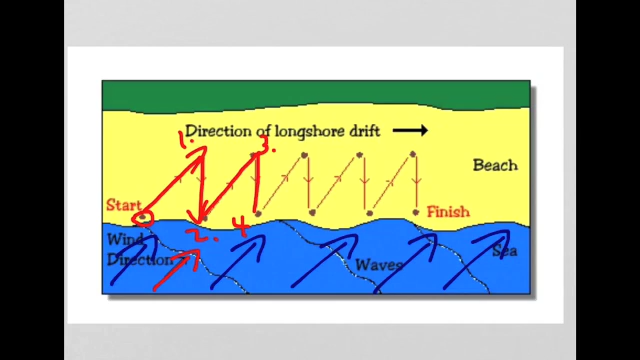 Direction of longshore drift
1.
3.
Beach
Start
Finish
2.
4
Wind
Direction
Waves
Sea